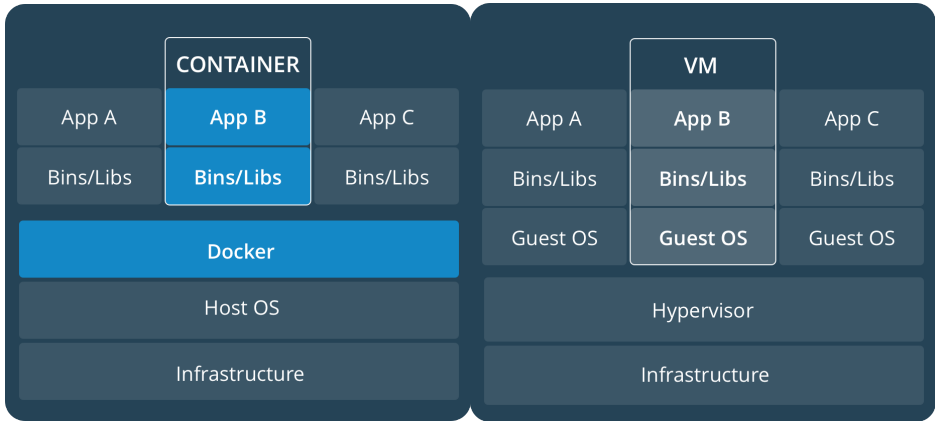 CONTAINER
App A
App B
App C
Bins/Libs
Bins/Libs
Bins/Libs
Docker
Host OS
Infrastructure
VM
App A
App B
App C
Bins/Libs
Bins/Libs
Bins/Libs
Guest OS
Guest OS
Guest OS
Hypervisor
Infrastructure